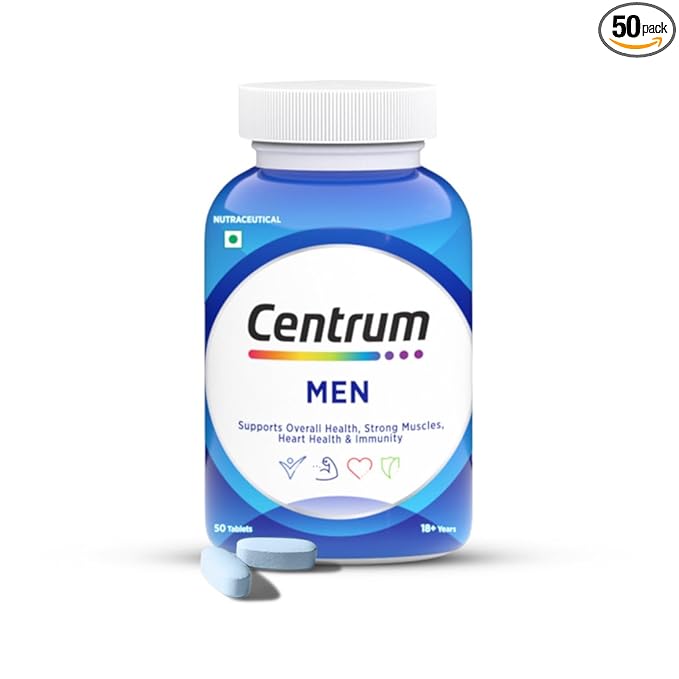 50 pack
NUTRACEUTICAL
Centrum
MEN
Supports Overall Health, Strong Muscles,
Heart Health & Immunity
50 Tablets
18+ Years